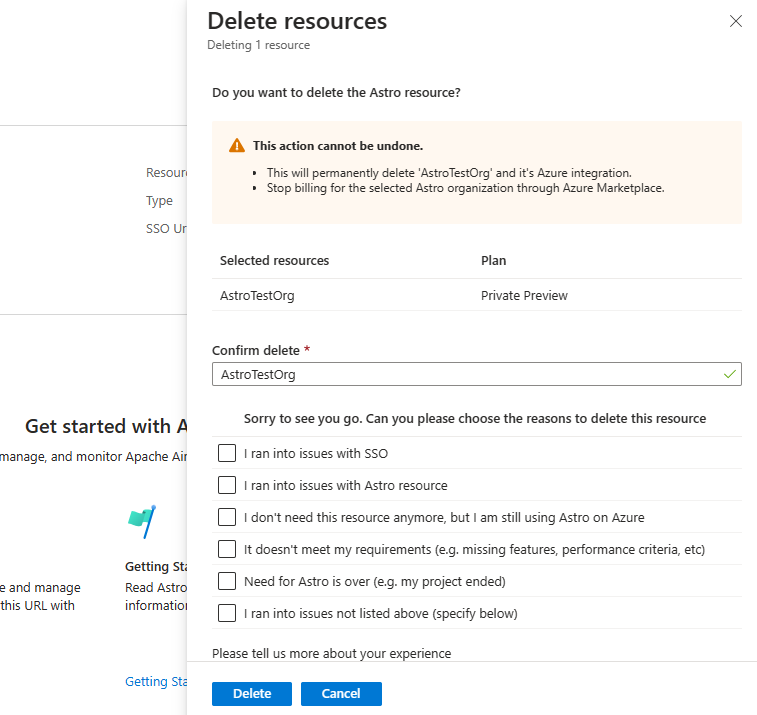 Delete resources
Deleting 1 resource
Do you want to delete the Astro resource?
This action cannot be undone.
• This will permanently delete 'AstroTestOrg' and it's Azure integration.
• Stop billing for the selected Astro organization through Azure Marketplace.
Selected resources Plan
AstroTestOrg Private Preview
Confirm delete *
AstroTestOrg
Sorry to see you go. Can you please choose the reasons to delete this resource
I ran into issues with SSO
I ran into issues with Astro resource
I don't need this resource anymore, but I am still using Astro on Azure
It doesn't meet my requirements (e.g. missing features, performance criteria, etc)
Need for Astro is over (e.g. my project ended)
I ran into issues not listed above (specify below)
Please tell us more about your experience
Delete Cancel
Resour
Type
SSO Ur
Get started with A
manage, and monitor Apache Air
e and manage
this URL with
Getting Sta
Read Astro
information
Getting Sta